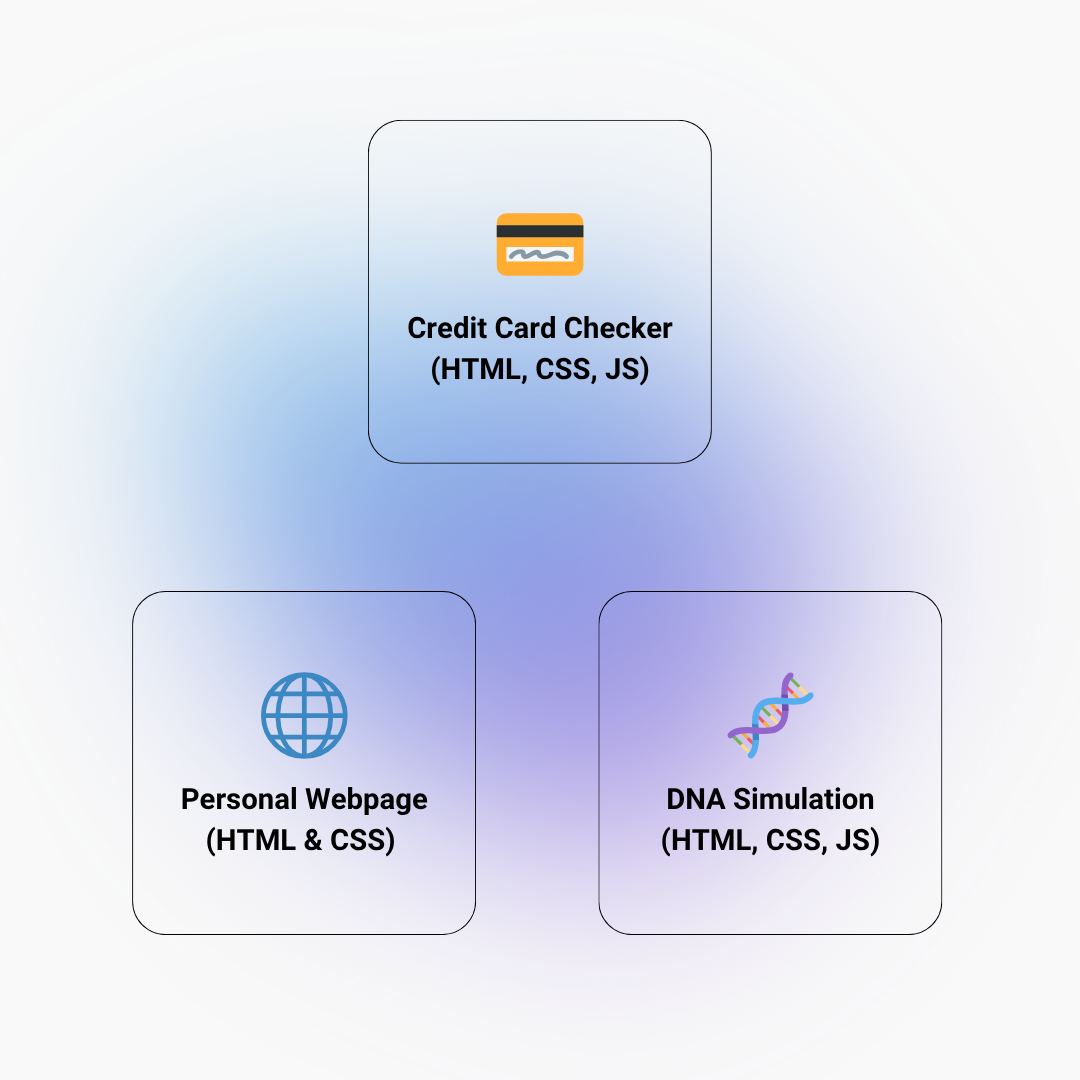 Credit Card Checker
(HTML, CSS, JS)
Personal Webpage
(HTML & CSS)
DNA Simulation
(HTML, CSS, JS)